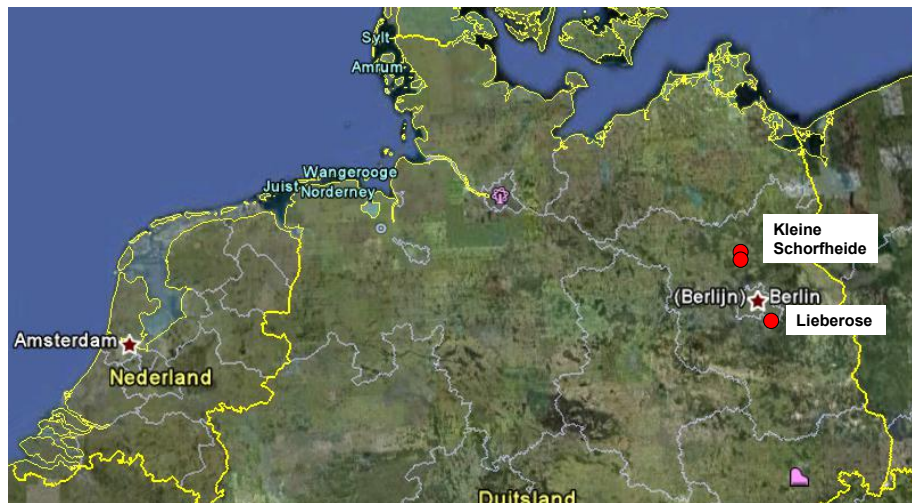 Sylt
Amrum
Wangerooge
Juist
Norderney
Kleine
Schorfheide
(Berlijn)
Berlin
Lieberose
Amsterdam
Nederland
Duitsland